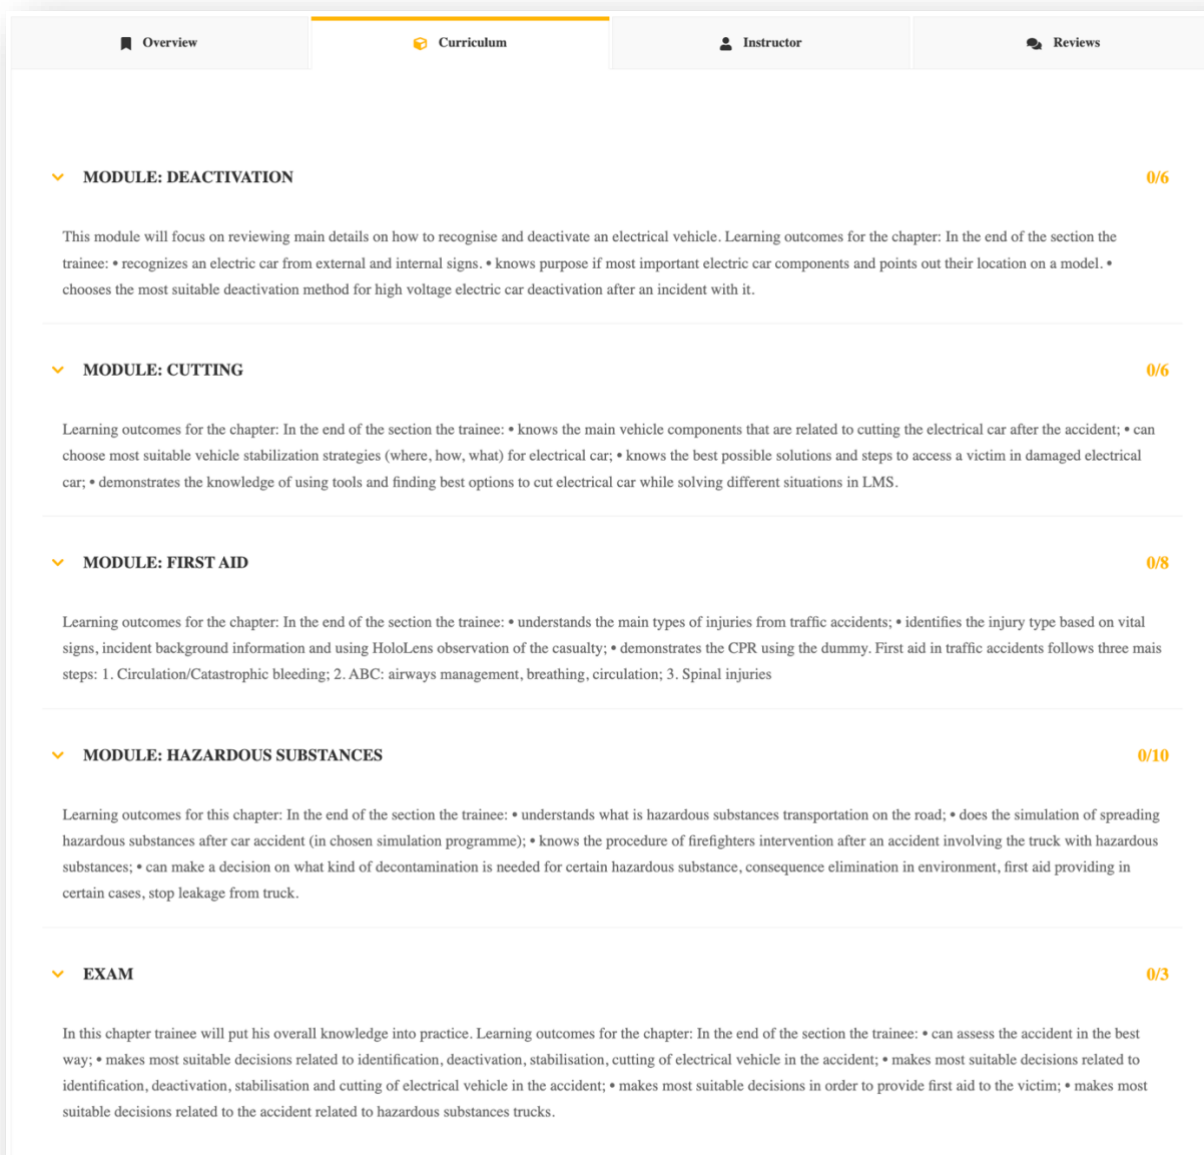 Overview
Curriculum
Instructor
Reviews
MODULE: DEACTIVATION
0/6
This module will focus on reviewing main details on how to recognise and deactivate an electrical vehicle. Learning outcomes for the chapter: In the end of the section the
trainee: • recognizes an electric car from external and internal signs. • knows purpose if most important electric car components and points out their location on a model. •
chooses the most suitable deactivation method for high voltage electric car deactivation after an incident with it.
MODULE: CUTTING
0/6
Learning outcomes for the chapter: In the end of the section the trainee: • knows the main vehicle components that are related to cutting the electrical car after the accident; • can
choose most suitable vehicle stabilization strategies (where, how, what) for electrical car; • knows the best possible solutions and steps to access a victim in damaged electrical
car; • demonstrates the knowledge of using tools and finding best options to cut electrical car while solving different situations in LMS.
MODULE: FIRST AID
0/8
Learning outcomes for the chapter: In the end of the section the trainee: • understands the main types of injuries from traffic accidents; • identifies the injury type based on vital
signs, incident background information and using HoloLens observation of the casualty; • demonstrates the CPR using the dummy. First aid in traffic accidents follows three mais
steps: 1. Circulation/Catastrophic bleeding; 2. ABC: airways management, breathing, circulation; 3. Spinal injuries
MODULE: HAZARDOUS SUBSTANCES
0/10
Learning outcomes for this chapter: In the end of the section the trainee: • understands what is hazardous substances transportation on the road; • does the simulation of spreading
hazardous substances after car accident (in chosen simulation programme); • knows the procedure of firefighters intervention after an accident involving the truck with hazardous
substances; • can make a decision on what kind of decontamination is needed for certain hazardous substance, consequence elimination in environment, first aid providing in
certain cases, stop leakage from truck.
EXAM
0/3
In this chapter trainee will put his overall knowledge into practice. Learning outcomes for the chapter: In the end of the section the trainee: • can assess the accident in the best
way; • makes most suitable decisions related to identification, deactivation, stabilisation, cutting of electrical vehicle in the accident; • makes most suitable decisions related to
identification, deactivation, stabilisation and cutting of electrical vehicle in the accident; • makes most suitable decisions in order to provide first aid to the victim; • makes most
suitable decisions related to the accident related to hazardous substances trucks.